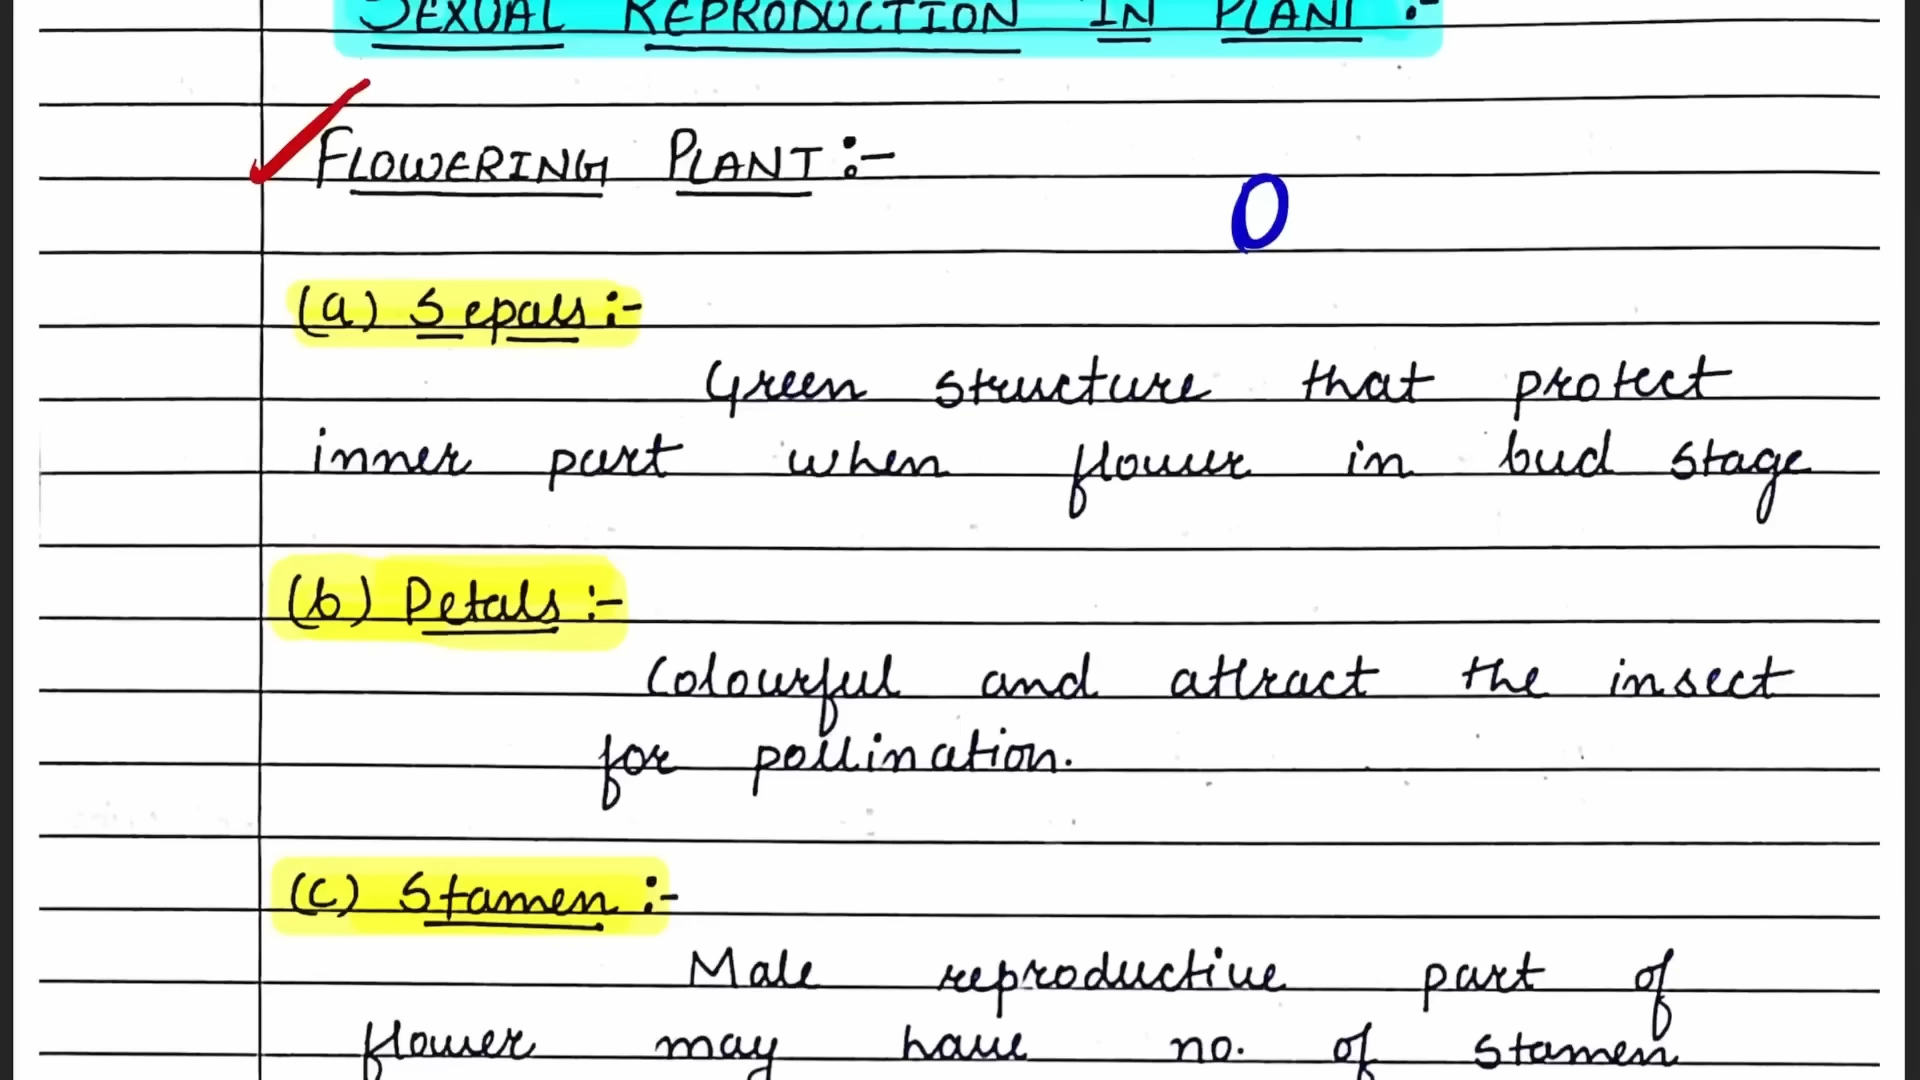 SEXUAL REPRODUCTION IN PLANT :-
FLOWERING PLANT :-
0
(a) Sepals :-
Green structure that protect
inner part when flower in bud stage
(b) Petals :-
Colourful and attract the insect
for pollination.
(c) Stamen :-
Male reproductive part of
flower may have no. of stamen